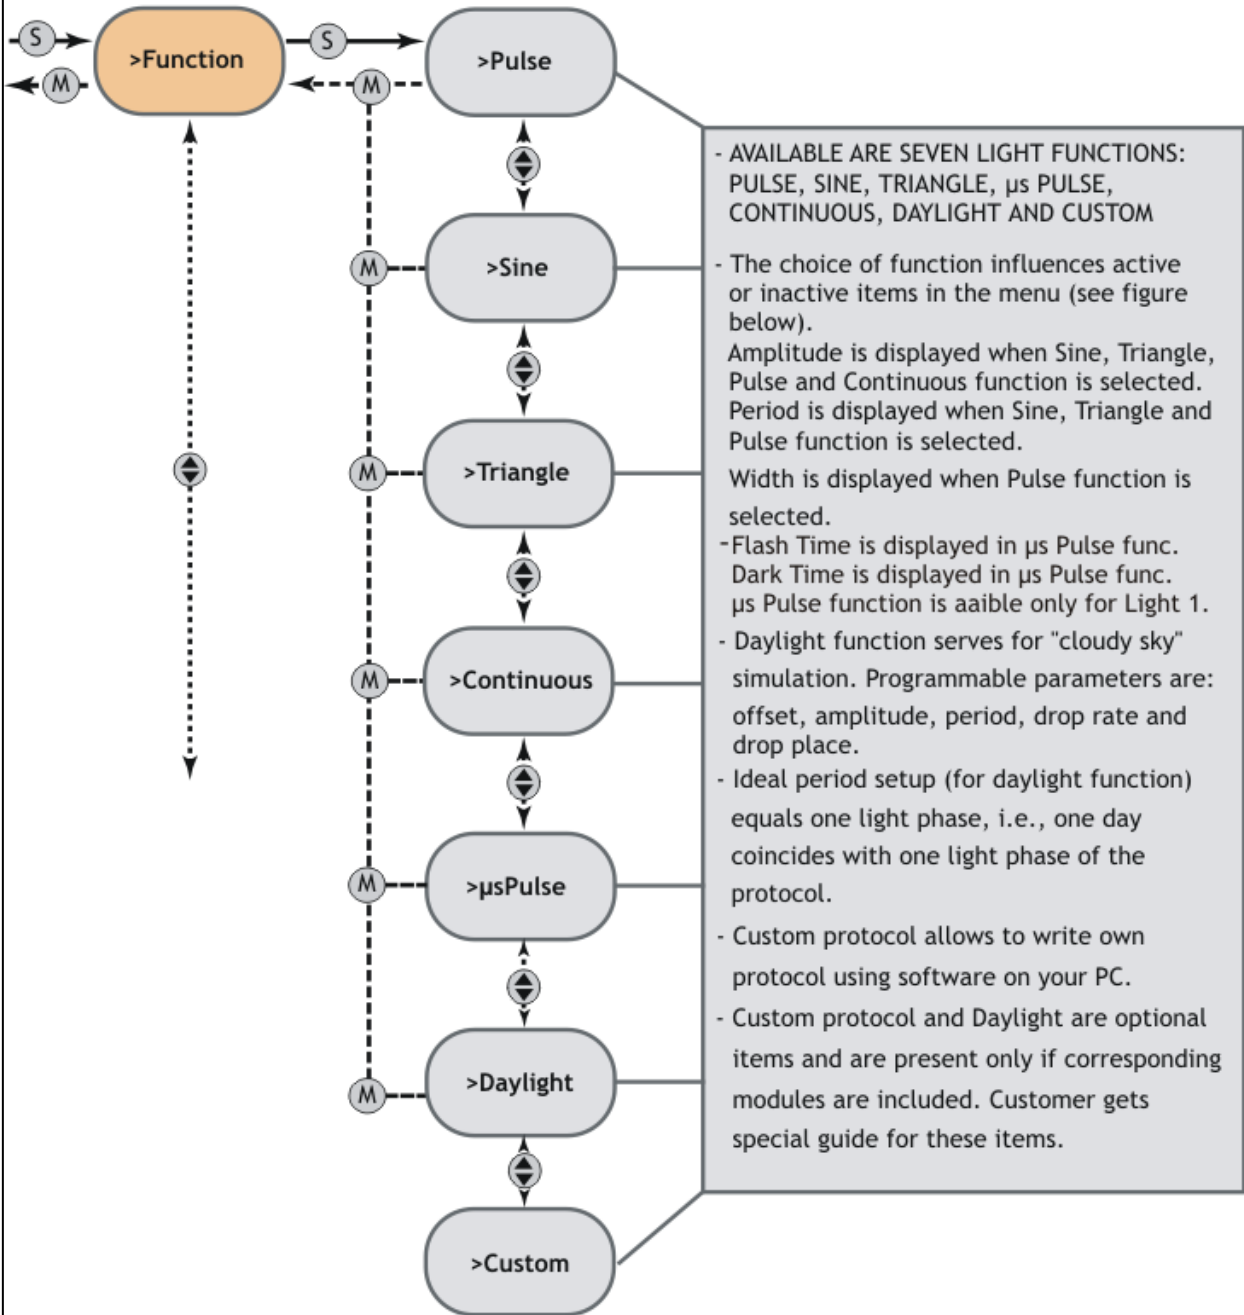 S
>Function
S
>Pulse
M
M
- AVAILABLE ARE SEVEN LIGHT FUNCTIONS:
PULSE, SINE, TRIANGLE, µs PULSE,
CONTINUOUS, DAYLIGHT AND CUSTOM
M
>Sine
- The choice of function influences active
or inactive items in the menu (see figure
below).
Amplitude is displayed when Sine, Triangle,
Pulse and Continuous function is selected.
Period is displayed when Sine, Triangle and
Pulse function is selected.
M
>Triangle
Width is displayed when Pulse function is
selected.
-Flash Time is displayed in µs Pulse func.
Dark Time is displayed in µs Pulse func.
µs Pulse function is aaible only for Light 1.
M
>Continuous
- Daylight function serves for "cloudy sky"
simulation. Programmable parameters are:
offset, amplitude, period, drop rate and
drop place.
- Ideal period setup (for daylight function)
equals one light phase, i.e., one day
coincides with one light phase of the
protocol.
M
>µsPulse
- Custom protocol allows to write own
protocol using software on your PC.
- Custom protocol and Daylight are optional
items and are present only if corresponding
modules are included. Customer gets
special guide for these items.
M
>Daylight
>Custom